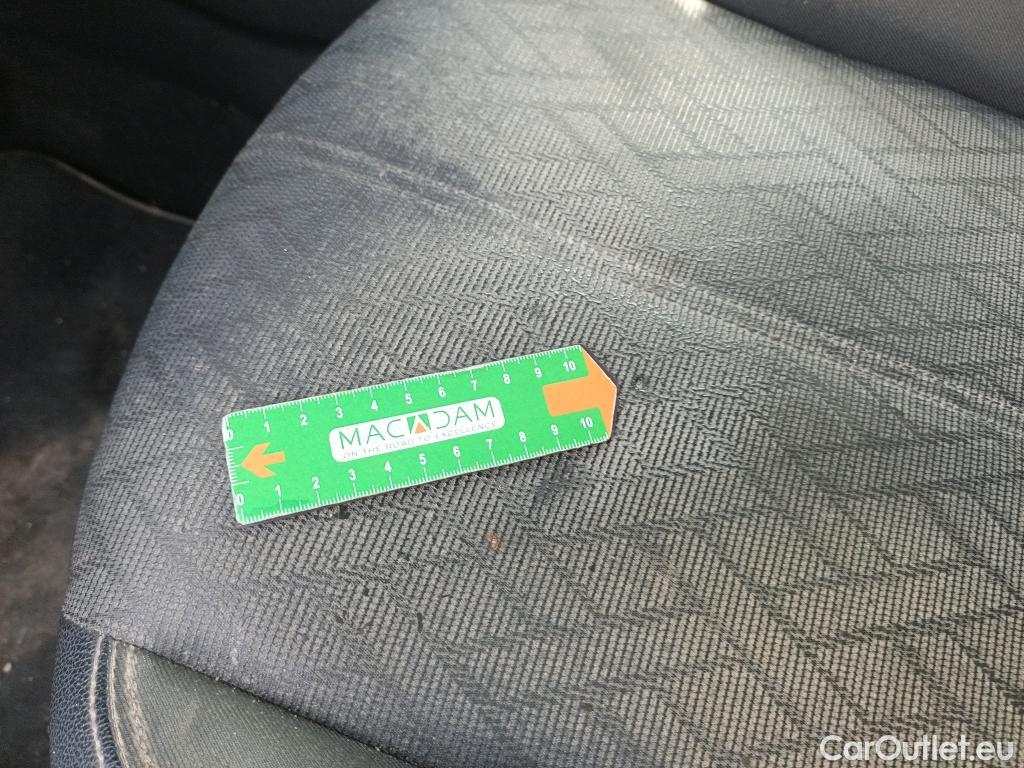 0 1 2 3 4 5 6 7 8 9 10
MACADAM
ON THE ROAD TO EXCELLENCE
0 1 2 3 4 5 6 7 8 9 10
CarOutlet.eu